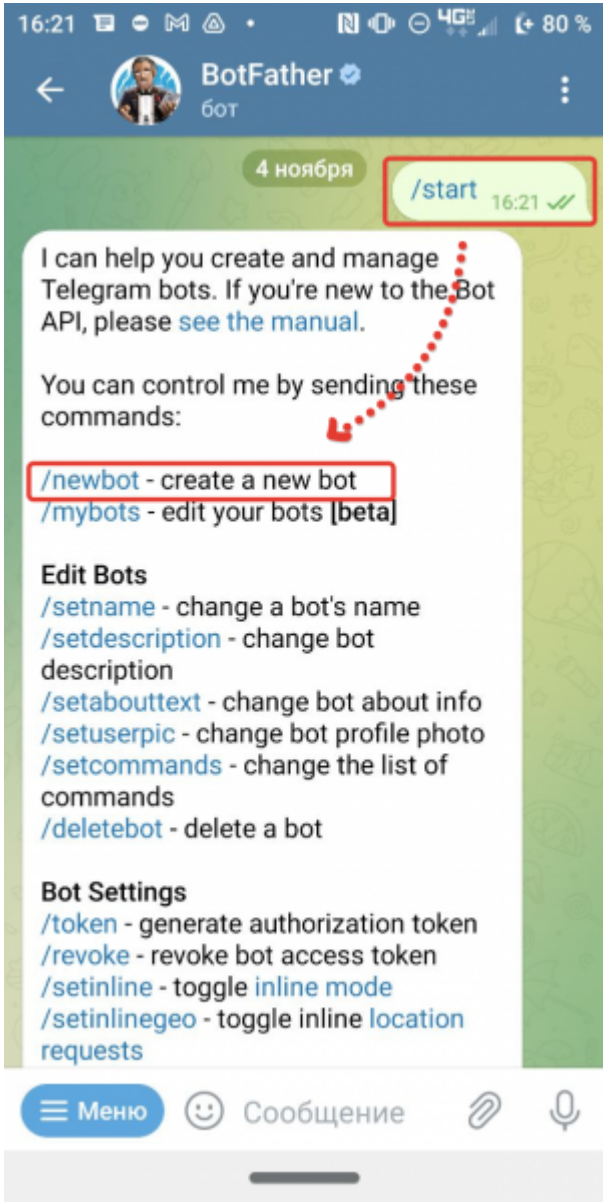 16:21 4G 80 %
BotFather
бот
4 ноября
/start 16:21
I can help you create and manage
Telegram bots. If you're new to the Bot
API, please see the manual.
You can control me by sending these
commands:
/newbot - create a new bot
/mybots - edit your bots [beta]
Edit Bots
/setname - change a bot's name
/setdescription - change bot
description
/setabouttext - change bot about info
/setuserpic - change bot profile photo
/setcommands - change the list of
commands
/deletebot - delete a bot
Bot Settings
/token - generate authorization token
/revoke - revoke bot access token
/setinline - toggle inline mode
/setinlinegeo - toggle inline location
requests
Меню Сообщение